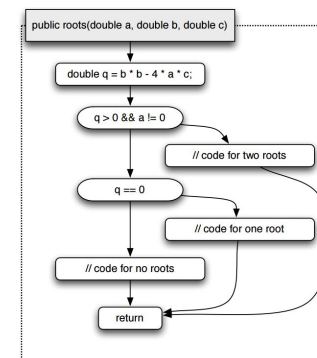 public roots(double a, double b, double c)
double q = b * b - 4 * a * c;
q > 0 && a != 0
// code for two roots
q == 0
// code for one root
// code for no roots
return